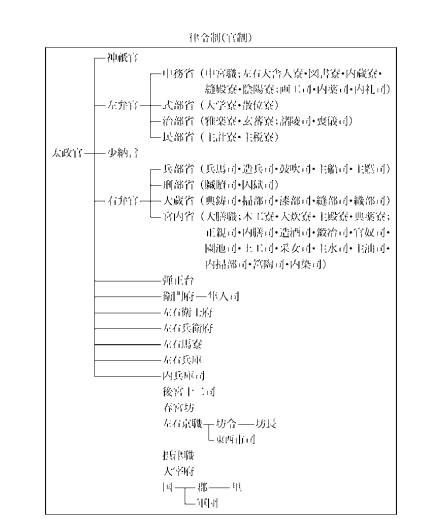 律令制(官制)
神祇官
中務省(中宮職;左右大舎人寮・図書寮・内蔵寮・
縫殿寮・陰陽寮;画工司・内薬司・内礼司)
左弁官
式部省(大学寮・散位寮)
治部省(雅楽寮・玄蕃寮;諸陵司・喪儀司)
民部省(主計寮・主税寮)
太政官
少納言
兵部省(兵馬司・造兵司・鼓吹司・主船司・主鷹司)
刑部省(贓贖司・囚獄司)
右弁官
大蔵省(典鋳司・掃部司・漆部司・縫部司・織部司)
宮内省(大膳職;木工寮・大炊寮・主殿寮・典薬寮;
正親司・内膳司・造酒司・鍛冶司・官奴司・
園池司・土工司・采女司・主水司・主油司・
内掃部司・筥陶司・内染司)
弾正台
衛門府 隼人司
左右衛士府
左右兵衛府
左右馬寮
左右兵庫
内兵庫司
後宮十二司
春宮坊
左右京職 坊令 坊長
東西市司
摂津職
大宰府
国 郡 里
軍団